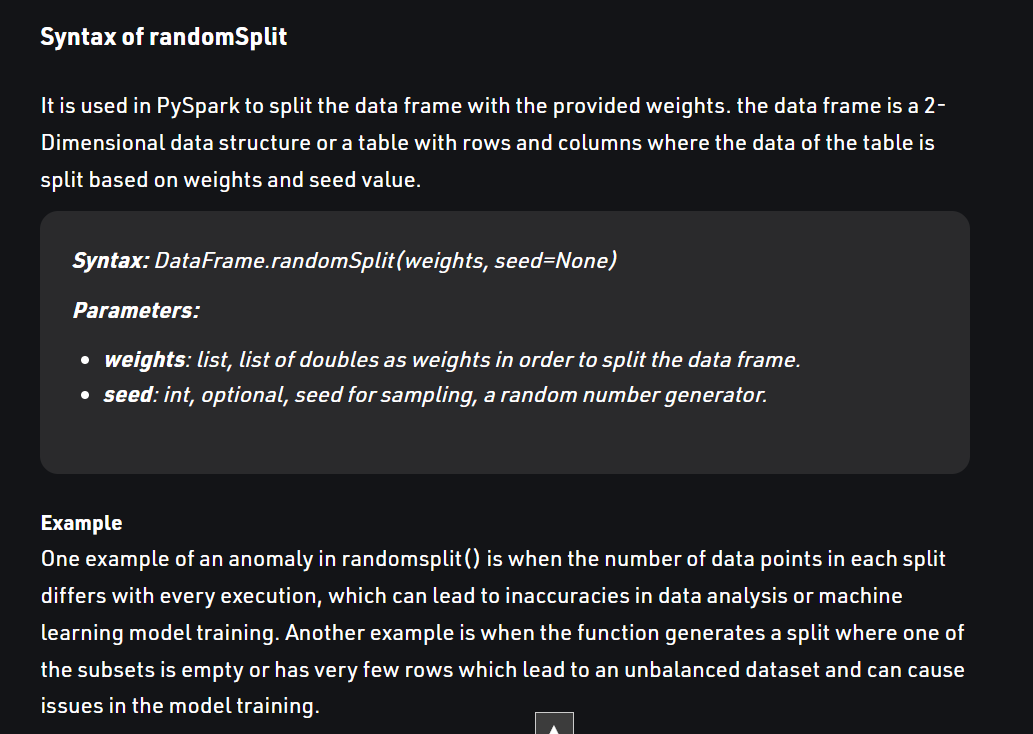 Syntax of randomSplit
It is used in PySpark to split the data frame with the provided weights. the data frame is a 2-
Dimensional data structure or a table with rows and columns where the data of the table is
split based on weights and seed value.
Syntax: DataFrame.randomSplit(weights, seed=None)
Parameters:
• weights: list, list of doubles as weights in order to split the data frame.
• seed: int, optional, seed for sampling, a random number generator.
Example
One example of an anomaly in randomsplit() is when the number of data points in each split
differs with every execution, which can lead to inaccuracies in data analysis or machine
learning model training. Another example is when the function generates a split where one of
the subsets is empty or has very few rows which lead to an unbalanced dataset and can cause
issues in the model training.